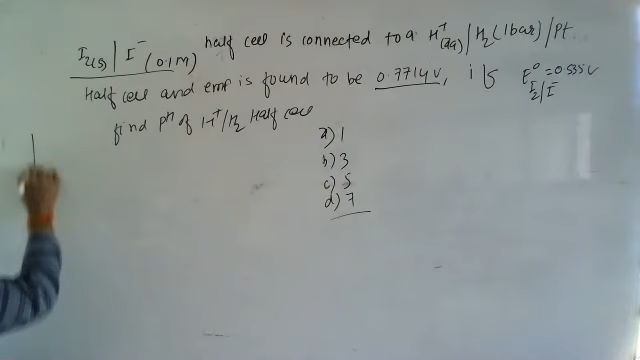 I2(s) | I⁻ (0.1M) half cell is connected to a H⁺(aq) / H2 (1bar) / Pt
Half cell and emf is found to be 0.7714V, if E°I2/I⁻ = 0.535V
find pH of H⁺/H2 Half cell
a) 1
b) 3
c) 5
d) 7